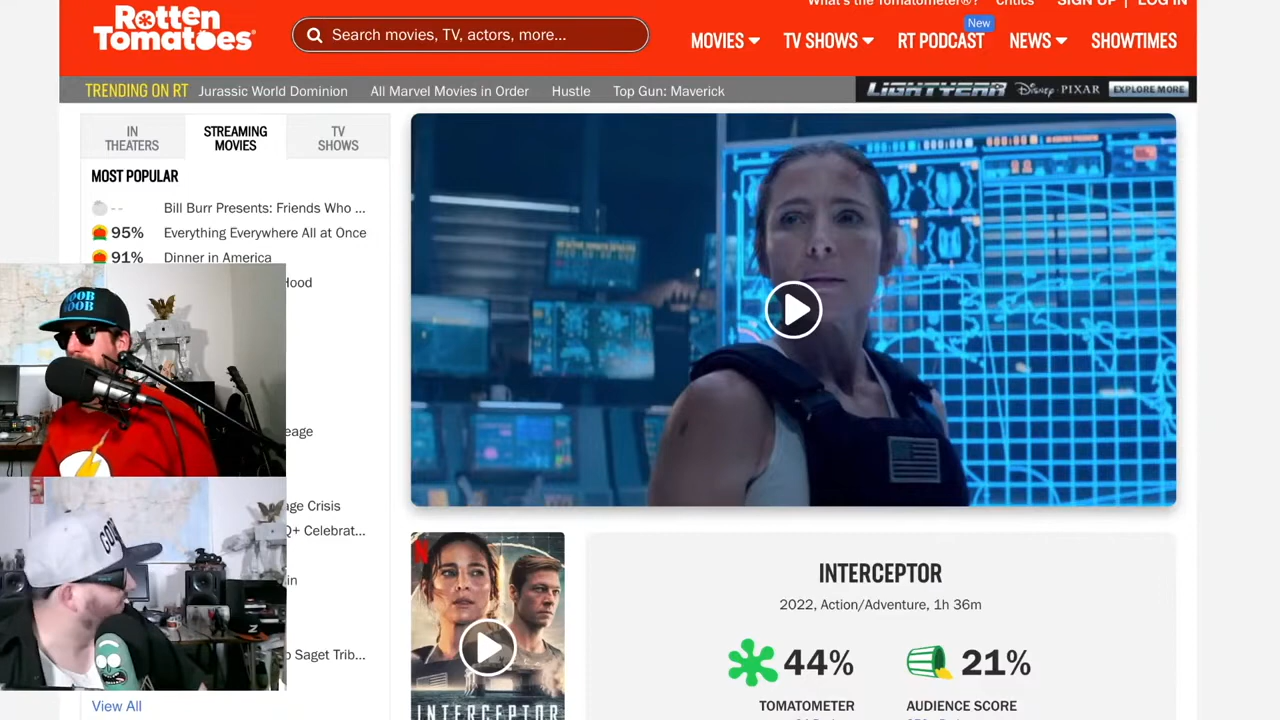 What's the Tomatometer®?
Critics
SIGN UP | LOG IN
Rotten Tomatoes
Search movies, TV, actors, more...
MOVIES
TV SHOWS
RT PODCAST
New
NEWS
SHOWTIMES
TRENDING ON RT
Jurassic World Dominion
All Marvel Movies in Order
Hustle
Top Gun: Maverick
LIGHTYEAR
Disney PIXAR
EXPLORE MORE
IN THEATERS
STREAMING MOVIES
TV SHOWS
MOST POPULAR
-- Bill Burr Presents: Friends Who ...
95% Everything Everywhere All at Once
91% Dinner in America
Hood
eage
age Crisis
Q+ Celebrat...
in
o Saget Trib...
View All
INTERCEPTOR
INTERCEPTOR
2022, Action/Adventure, 1h 36m
44%
21%
TOMATOMETER
AUDIENCE SCORE